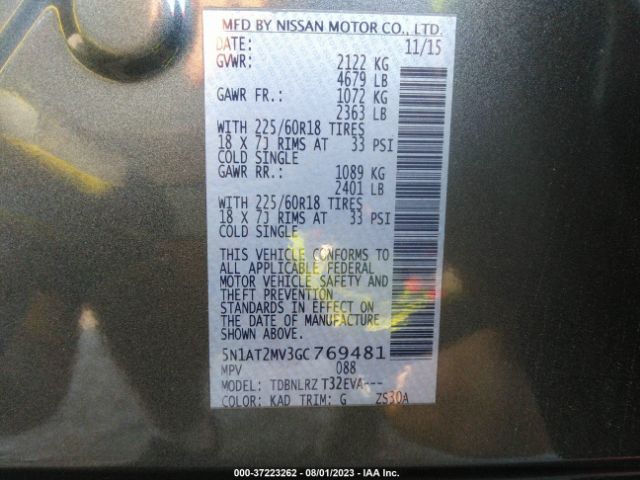 MFD BY NISSAN MOTOR CO., LTD.
DATE: 11/15
GVWR: 2122 KG
4679 LB
GAWR FR.: 1072 KG
2363 LB
WITH 225/60R18 TIRES
18 X 7J RIMS AT 33 PSI
COLD SINGLE
GAWR RR.: 1089 KG
2401 LB
WITH 225/60R18 TIRES
18 X 7J RIMS AT 33 PSI
COLD SINGLE
THIS VEHICLE CONFORMS TO
ALL APPLICABLE FEDERAL
MOTOR VEHICLE SAFETY AND
THEFT PREVENTION
STANDARDS IN EFFECT ON
THE DATE OF MANUFACTURE
SHOWN ABOVE.
5N1AT2MV3GC769481
MPV 088
MODEL: TDBNLRZ T32EVA---
COLOR: KAD TRIM: G ZS30A
000-37223262 - 08/01/2023 - IAA Inc.